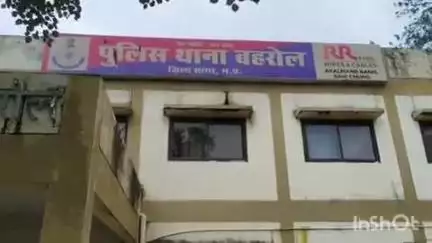 पुलिस थाना बहरोल
जिला सागर, म.प्र.
RR
WIRES & CABLES
InShOt